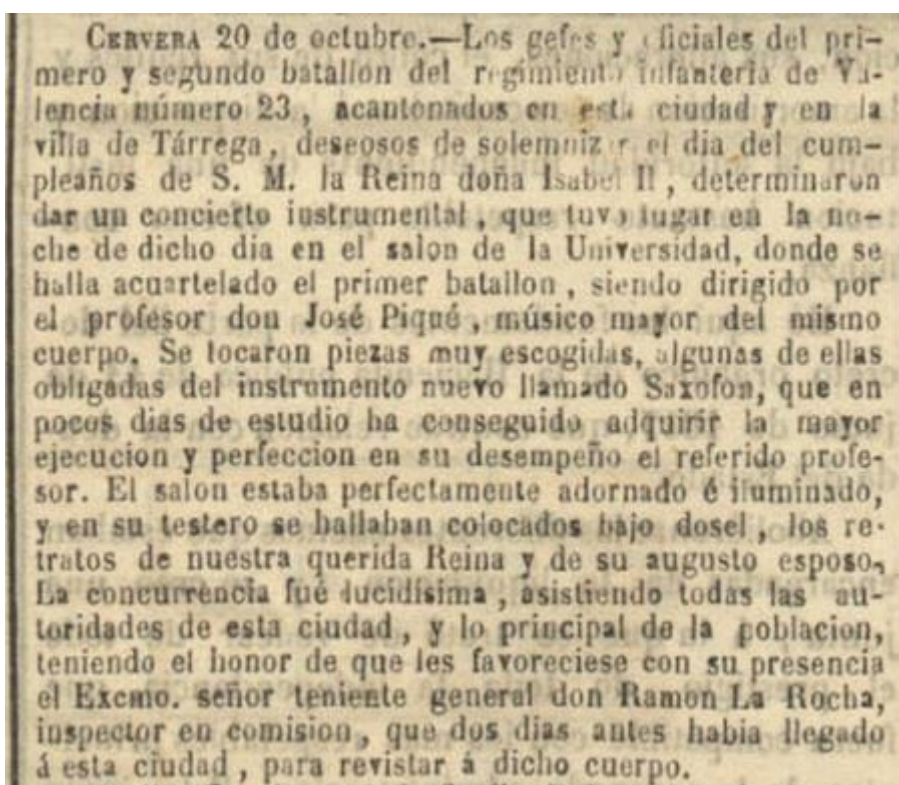 CERVERA 20 de octubre.—Los gefes y oficiales del pri-
mero y segundo batallon del regimiento infanteria de Va-
lencia número 23, acantonados en esta ciudad y en la
villa de Tárrega, deseosos de solemnizar el dia del cum-
pleaños de S. M. la Reina doña Isabel II, determinaron
dar un concierto instrumental, que tuvo lugar en la no-
che de dicho dia en el salon de la Universidad, donde se
halla acuartelado el primer batallon, siendo dirigido por
el profesor don José Piqué, músico mayor del mismo
cuerpo. Se tocaron piezas muy escogidas, algunas de ellas
obligadas del instrumento nuevo llamado Saxofon, que en
pocos dias de estudio ha conseguido adquirir la mayor
ejecucion y perfeccion en su desempeño el referido profe-
sor. El salon estaba perfectamente adornado é iluminado,
y en su testero se hallaban colocados bajo dosel, los re-
tratos de nuestra querida Reina y de su augusto esposo.
La concurrencia fué lucidísima, asistiendo todas las au-
toridades de esta ciudad, y lo principal de la poblacion,
teniendo el honor de que les favoreciese con su presencia
el Excmo. señor teniente general don Ramon La Rocha,
inspector en comision, que dos dias antes habia llegado
á esta ciudad, para revistar á dicho cuerpo.